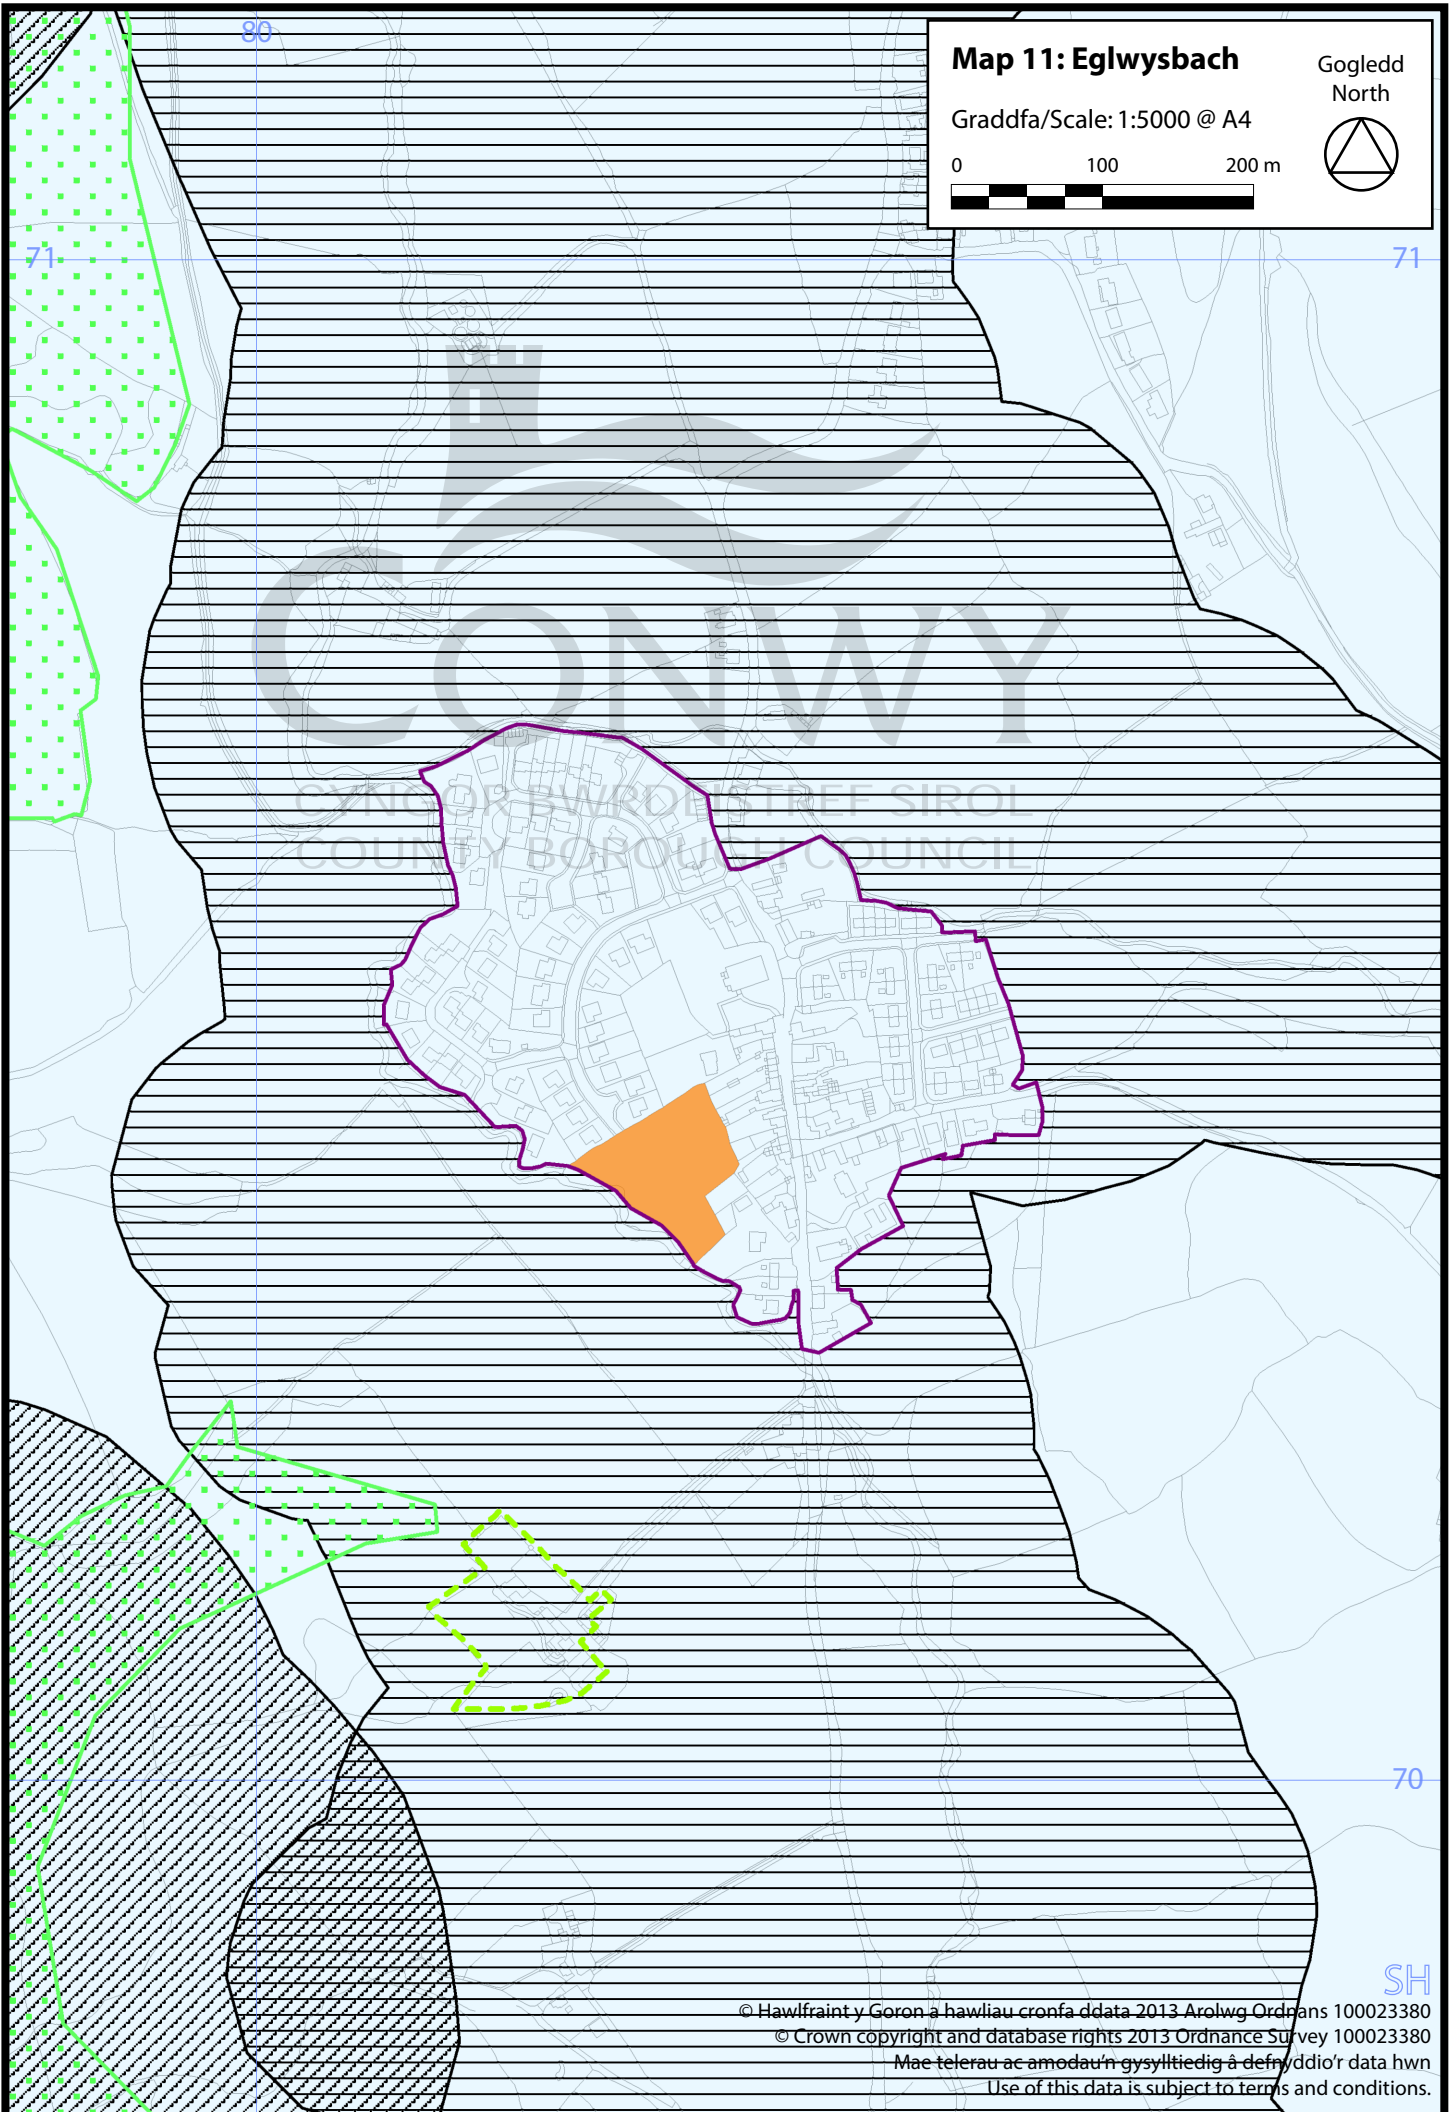 80
Map 11: Eglwysbach
Gogledd
North
Graddfa/Scale: 1:5000 @ A4
0 100 200 m
71 71
CONWY
CYNGOR BWRDEISTREF SIROL
COUNTY BOROUGH COUNCIL
70
SH
© Hawlfraint y Goron a hawliau cronfa ddata 2013 Arolwg Ordnans 100023380
© Crown copyright and database rights 2013 Ordnance Survey 100023380
Mae telerau ac amodau'n gysylltiedig â defnyddio'r data hwn
Use of this data is subject to terms and conditions.